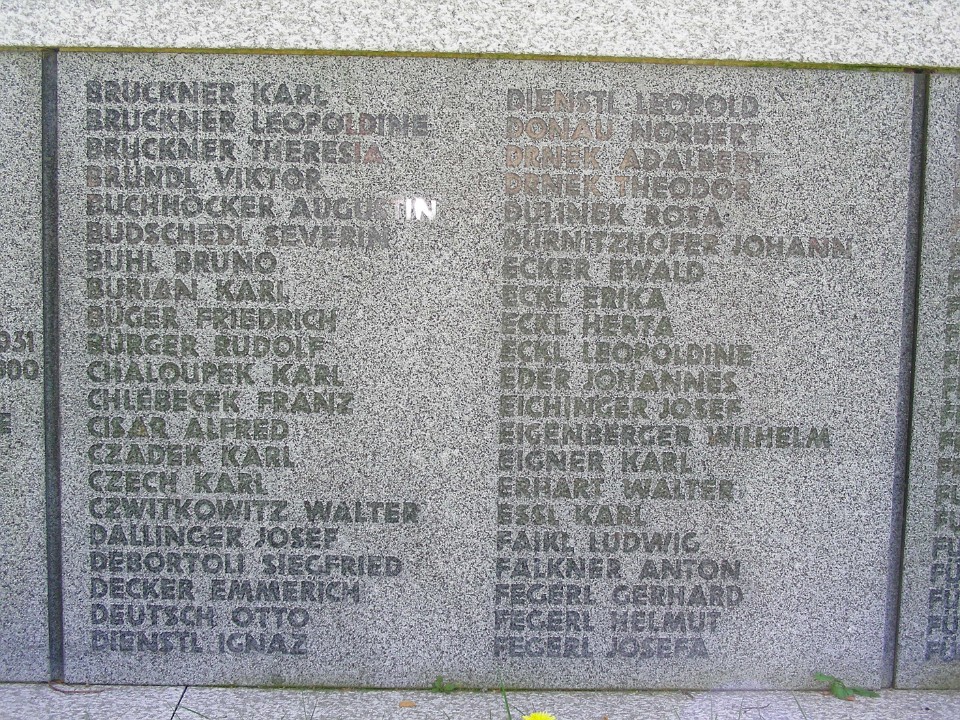 BRUCKNER KARL
BRUCKNER LEOPOLDINE
BRUCKNER THERESIA
BRÜNDL VIKTOR
BUCHHÖCKER AUGUSTIN
BUDSCHEDL SEVERIN
BUHL BRUNO
BURIAN KARL
BÜGER FRIEDRICH
BÜRGER RUDOLF
CHALOUPEK KARL
CHLEBECEK FRANZ
CISAR ALFRED
CZADEK KARL
CZECH KARL
CZWITKOWITZ WALTER
DALLINGER JOSEF
DEBORTOLI SIEGFRIED
DECKER EMMERICH
DEUTSCH OTTO
DIENSTL IGNAZ
DIENSTL LEOPOLD
DONAU NORBERT
DRNEK ADALBERT
DRNEK THEODOR
ROSA
DÜRNITZHOFER JOHANN
ECKER EWALD
ECKL ERIKA
ECKL HERTA
ECKL LEOPOLDINE
EDER JOHANNES
EICHINGER JOSEF
EIGENBERGER WILHELM
EIGNER KARL
ERHART WALTER
ESSL KARL
FAIKL LUDWIG
FALKNER ANTON
FEGERL GERHARD
FEGERL HELMUT
FEGERL JOSEFA